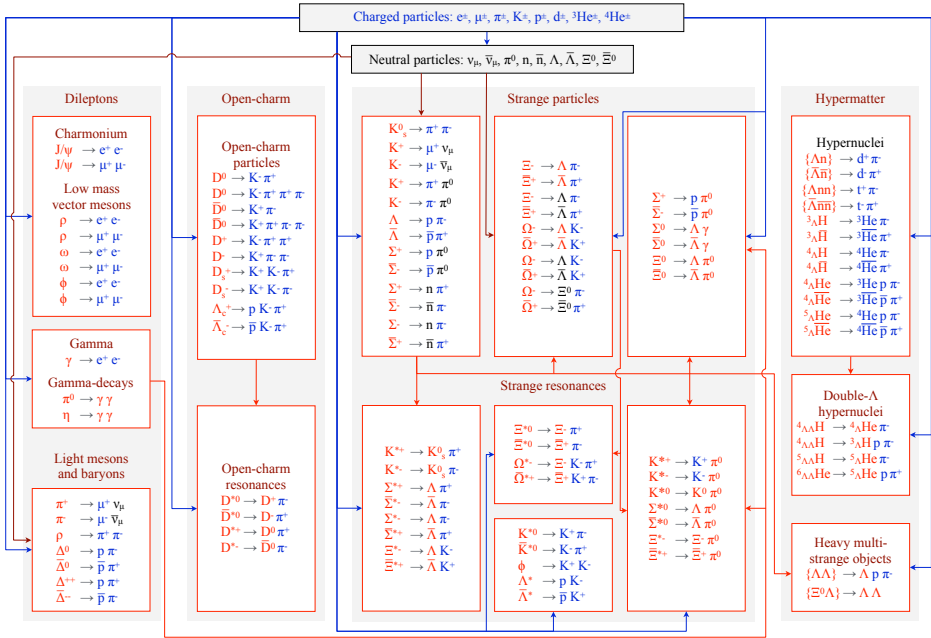 Charged particles: e±, μ±, π±, K±, p±, d±, ³He±, ⁴He±
Neutral particles: νμ, ν̅μ, π⁰, n, n̅, Λ, Λ̅, Ξ⁰, Ξ̅⁰
Dileptons
Charmonium
J/ψ → e⁺ e⁻
J/ψ → μ⁺ μ⁻
Low mass
vector mesons
ρ → e⁺ e⁻
ρ → μ⁺ μ⁻
ω → e⁺ e⁻
ω → μ⁺ μ⁻
ϕ → e⁺ e⁻
ϕ → μ⁺ μ⁻
Gamma
γ → e⁺ e⁻
Gamma-decays
π⁰ → γ γ
η → γ γ
Light mesons
and baryons
π⁺ → μ⁺ νμ
π⁻ → μ⁻ ν̅μ
ρ → π⁺ π⁻
Δ⁰ → p π⁻
Δ̅⁰ → p̅ π⁺
Δ⁺⁺ → p π⁺
Δ̅⁻⁻ → p̅ π⁻
Open-charm
Open-charm
particles
D⁰ → K⁻ π⁺
D⁰ → K⁻ π⁺ π⁺ π⁻
D̅⁰ → K⁺ π⁻
D̅⁰ → K⁺ π⁺ π⁻ π⁻
D⁺ → K⁻ π⁺ π⁺
D⁻ → K⁺ π⁻ π⁻
Ds⁺ → K⁺ K⁻ π⁺
Ds⁻ → K⁺ K⁻ π⁻
Λc⁺ → p K⁻ π⁺
Λ̅c⁻ → p̅ K⁻ π⁺
Open-charm
resonances
D*⁰ → D⁺ π⁻
D̅*⁰ → D⁻ π⁺
D*⁺ → D⁰ π⁺
D*⁻ → D̅⁰ π⁻
Strange particles
K⁰s → π⁺ π⁻
K⁺ → μ⁺ νμ
K⁻ → μ⁻ ν̅μ
K⁺ → π⁺ π⁰
K⁻ → π⁻ π⁰
Λ → p π⁻
Λ̅ → p̅ π⁺
Σ⁺ → p π⁰
Σ̅⁻ → p̅ π⁰
Σ⁺ → n π⁺
Σ̅⁻ → n̅ π⁻
Σ⁻ → n π⁻
Σ̅⁺ → n̅ π⁺
Ξ⁻ → Λ π⁻
Ξ̅⁺ → Λ̅ π⁺
Ξ⁻ → Λ π⁻
Ξ̅⁺ → Λ̅ π⁺
Ω⁻ → Λ K⁻
Ω̅⁺ → Λ̅ K⁺
Ω⁻ → Λ K⁻
Ω̅⁺ → Λ̅ K⁺
Ω⁻ → Ξ⁰ π⁻
Ω̅⁺ → Ξ̅⁰ π⁺
Σ⁺ → p π⁰
Σ̅⁻ → p̅ π⁰
Σ⁰ → Λ γ
Σ̅⁰ → Λ̅ γ
Ξ⁰ → Λ π⁰
Ξ̅⁰ → Λ̅ π⁰
Strange resonances
K*⁺ → K⁰s π⁺
K*⁻ → K⁰s π⁻
Σ*⁺ → Λ π⁺
Σ̅*⁻ → Λ̅ π⁻
Σ*⁻ → Λ π⁻
Σ̅*⁺ → Λ̅ π⁺
Ξ*⁻ → Λ K⁻
Ξ̅*⁺ → Λ̅ K⁺
Ξ*⁰ → Ξ⁻ π⁺
Ξ̅*⁰ → Ξ̅⁺ π⁻
Ω*⁻ → Ξ⁻ K⁻ π⁺
Ω̅*⁺ → Ξ̅⁺ K⁺ π⁻
K*⁰ → K⁺ π⁻
K̅*⁰ → K⁻ π⁺
ϕ → K⁺ K⁻
Λ* → p K⁻
Λ̅* → p̅ K⁺
K*⁺ → K⁺ π⁰
K*⁻ → K⁻ π⁰
K*⁰ → K⁰ π⁰
Σ*⁰ → Λ π⁰
Σ̅*⁰ → Λ̅ π⁰
Ξ*⁻ → Ξ⁻ π⁰
Ξ̅*⁺ → Ξ̅⁺ π⁰
Hypermatter
Hypernuclei
{Λn} → d⁺ π⁻
{Λ̅n̅} → d⁻ π⁺
{Λnn} → t⁺ π⁻
{Λ̅n̅n̅} → t⁻ π⁺
³ΛH → ³He π⁻
³ΛH̅ → ³H̅e̅ π⁺
⁴ΛH → ⁴He π⁻
⁴ΛH̅ → ⁴H̅e̅ π⁺
⁴ΛHe → ³He p π⁻
⁴ΛH̅e̅ → ³H̅e̅ p̅ π⁺
⁵ΛHe → ⁴He p π⁻
⁵ΛH̅e̅ → ⁴H̅e̅ p̅ π⁺
Double-Λ
hypernuclei
⁴ΛΛH → ⁴ΛHe π⁻
⁴ΛΛH → ³ΛH p π⁻
⁵ΛΛH → ⁵ΛHe π⁻
⁶ΛΛHe → ⁵ΛHe p π⁺
Heavy multi-
strange objects
{ΛΛ} → Λ p π⁻
{Ξ⁰Λ} → Λ Λ